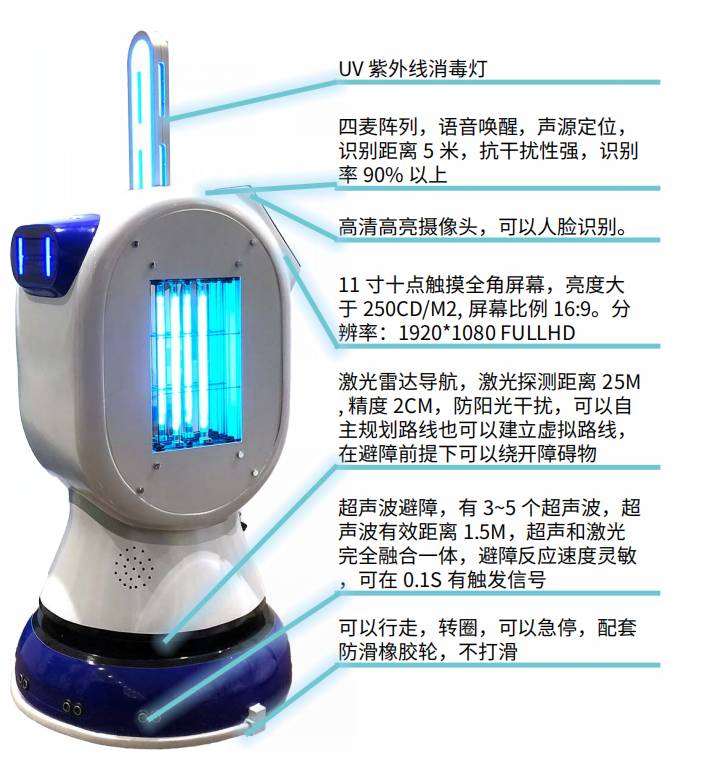 UV 紫外线消毒灯
四麦阵列，语音唤醒，声源定位，
识别距离 5 米，抗干扰性强，识别
率 90% 以上
高清高亮摄像头，可以人脸识别。
11 寸十点触摸全角屏幕，亮度大
于 250CD/M2, 屏幕比例 16:9。分
辨率：1920*1080 FULLHD
激光雷达导航，激光探测距离 25M
, 精度 2CM，防阳光干扰，可以自
主规划路线也可以建立虚拟路线，
在避障前提下可以绕开障碍物
超声波避障，有 3~5 个超声波，超
声波有效距离 1.5M，超声和激光
完全融合一体，避障反应速度灵敏
，可在 0.1S 有触发信号
可以行走，转圈，可以急停，配套
防滑橡胶轮，不打滑